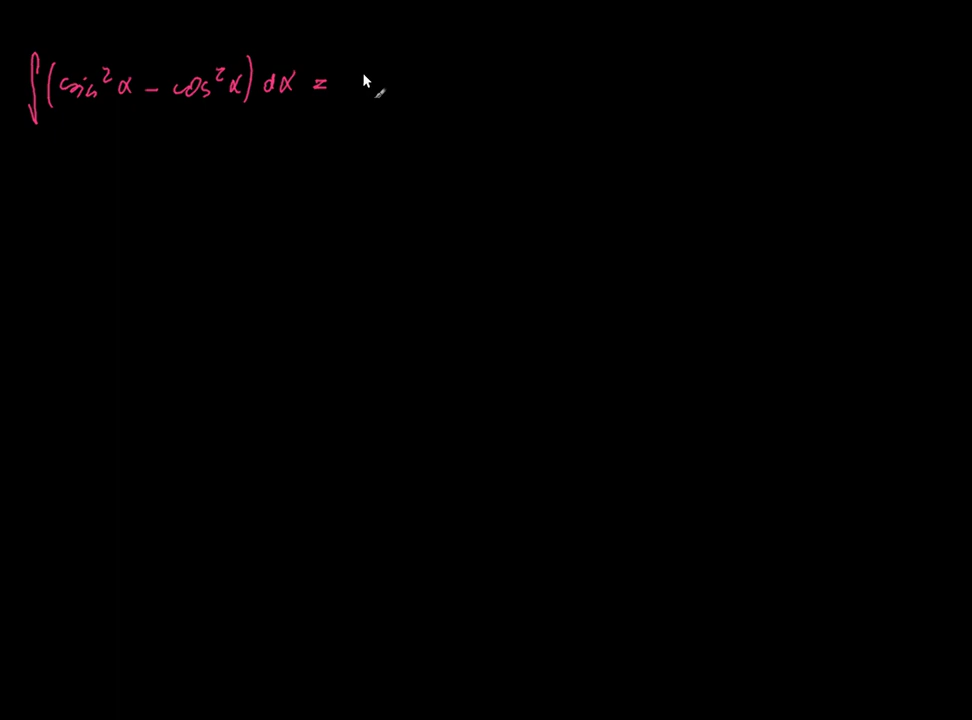 ∫(sin²α − cos²α) dα =